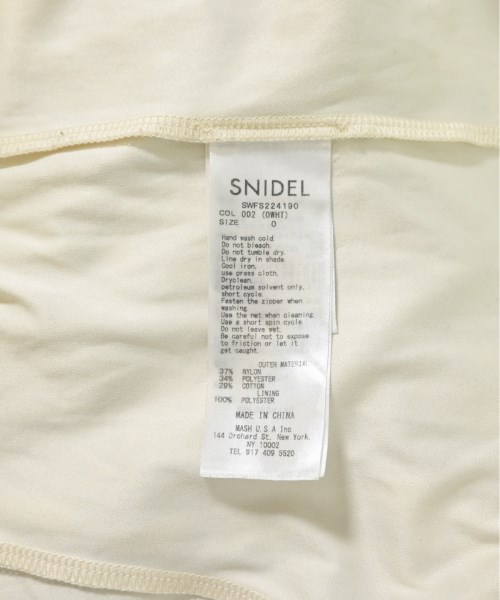 SNIDEL
SWFS224190
COL 002 (OWHT)
SIZE 0
Hand wash cold.
Do not bleach.
Do not tumble dry.
Line dry in shade.
Cool iron,
use press cloth.
Dryclean,
petroleum solvent only,
short cycle.
Fasten the zipper when
washing.
Use the net when cleaning.
Use a short spin cycle.
Do not leave wet.
Be careful not to expose
to friction or let it
get caught.
OUTER MATERIAL
37% NYLON
34% POLYESTER
29% COTTON
LINING
100% POLYESTER
MADE IN CHINA
MASH U.S.A Inc
144 Orchard St. New York.
NY 10002
TEL 917 409 5520